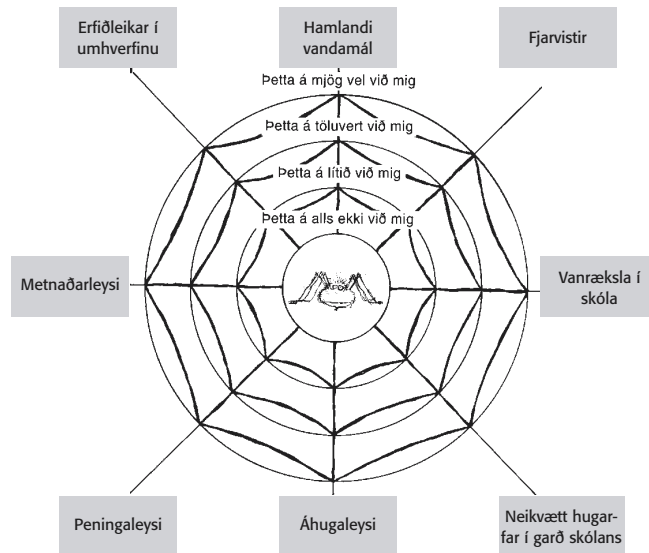 Erfiðleikar í
umhverfinu
Hamlandi
vandamál
Fjarvistir
Þetta á mjög vel við mig
Þetta á töluvert við mig
Þetta á lítið við mig
Þetta á alls ekki við mig
Metnaðarleysi
Vanræksla í
skóla
Peningaleysi
Áhugaleysi
Neikvætt hugar-
far í garð skólans